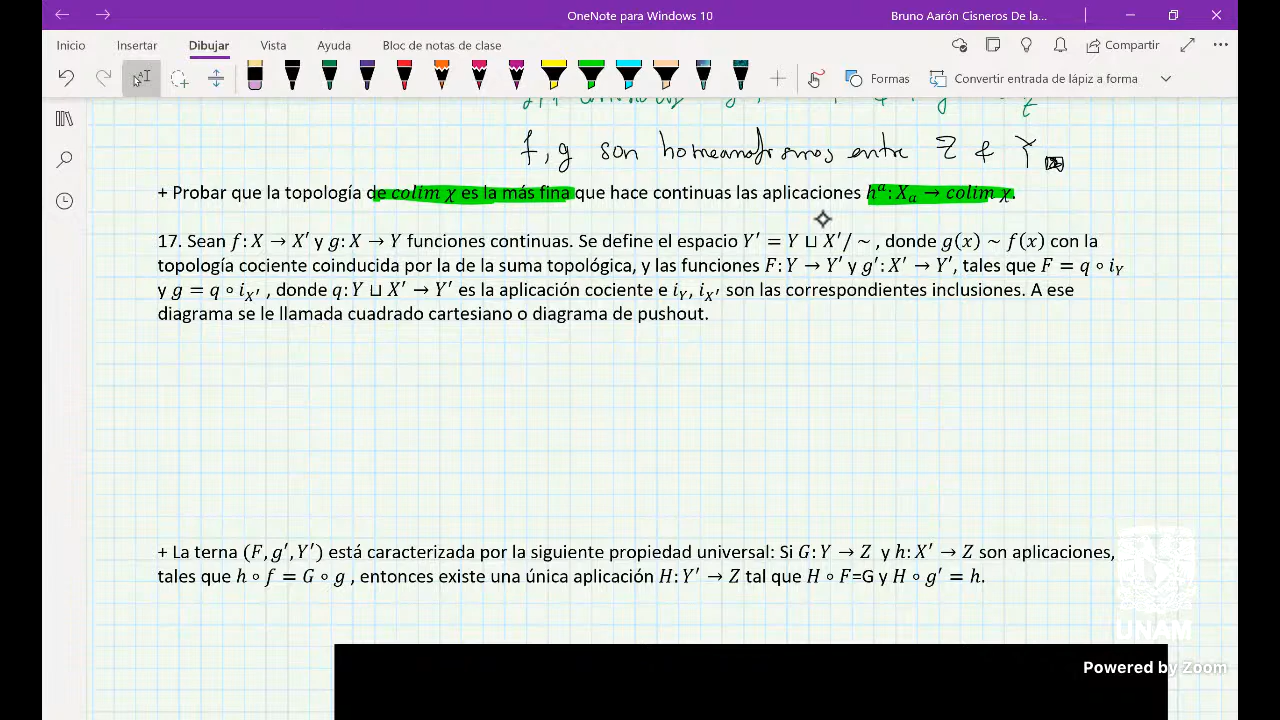 OneNote para Windows 10
Bruno Aarón Cisneros De la...
Inicio Insertar Dibujar Vista Ayuda Bloc de notas de clase Compartir
Formas Convertir entrada de lápiz a forma
f, g son homeomorfismos entre Z & Y
+ Probar que la topología de colim χ es la más fina que hace continuas las aplicaciones hᵃ: Xₐ → colim χ.
17. Sean f: X → X′ y g: X → Y funciones continuas. Se define el espacio Y′ = Y ⊔ X′/ ~ , donde g(x) ~ f(x) con la
topología cociente coinducida por la de la suma topológica, y las funciones F: Y → Y′ y g′: X′ → Y′, tales que F = q ∘ i_Y
y g = q ∘ i_X′ , donde q: Y ⊔ X′ → Y′ es la aplicación cociente e i_Y, i_X′ son las correspondientes inclusiones. A ese
diagrama se le llamada cuadrado cartesiano o diagrama de pushout.
+ La terna (F, g′, Y′) está caracterizada por la siguiente propiedad universal: Si G: Y → Z y h: X′ → Z son aplicaciones,
tales que h ∘ f = G ∘ g , entonces existe una única aplicación H: Y′ → Z tal que H ∘ F=G y H ∘ g′ = h.
UNAM
Powered by Zoom